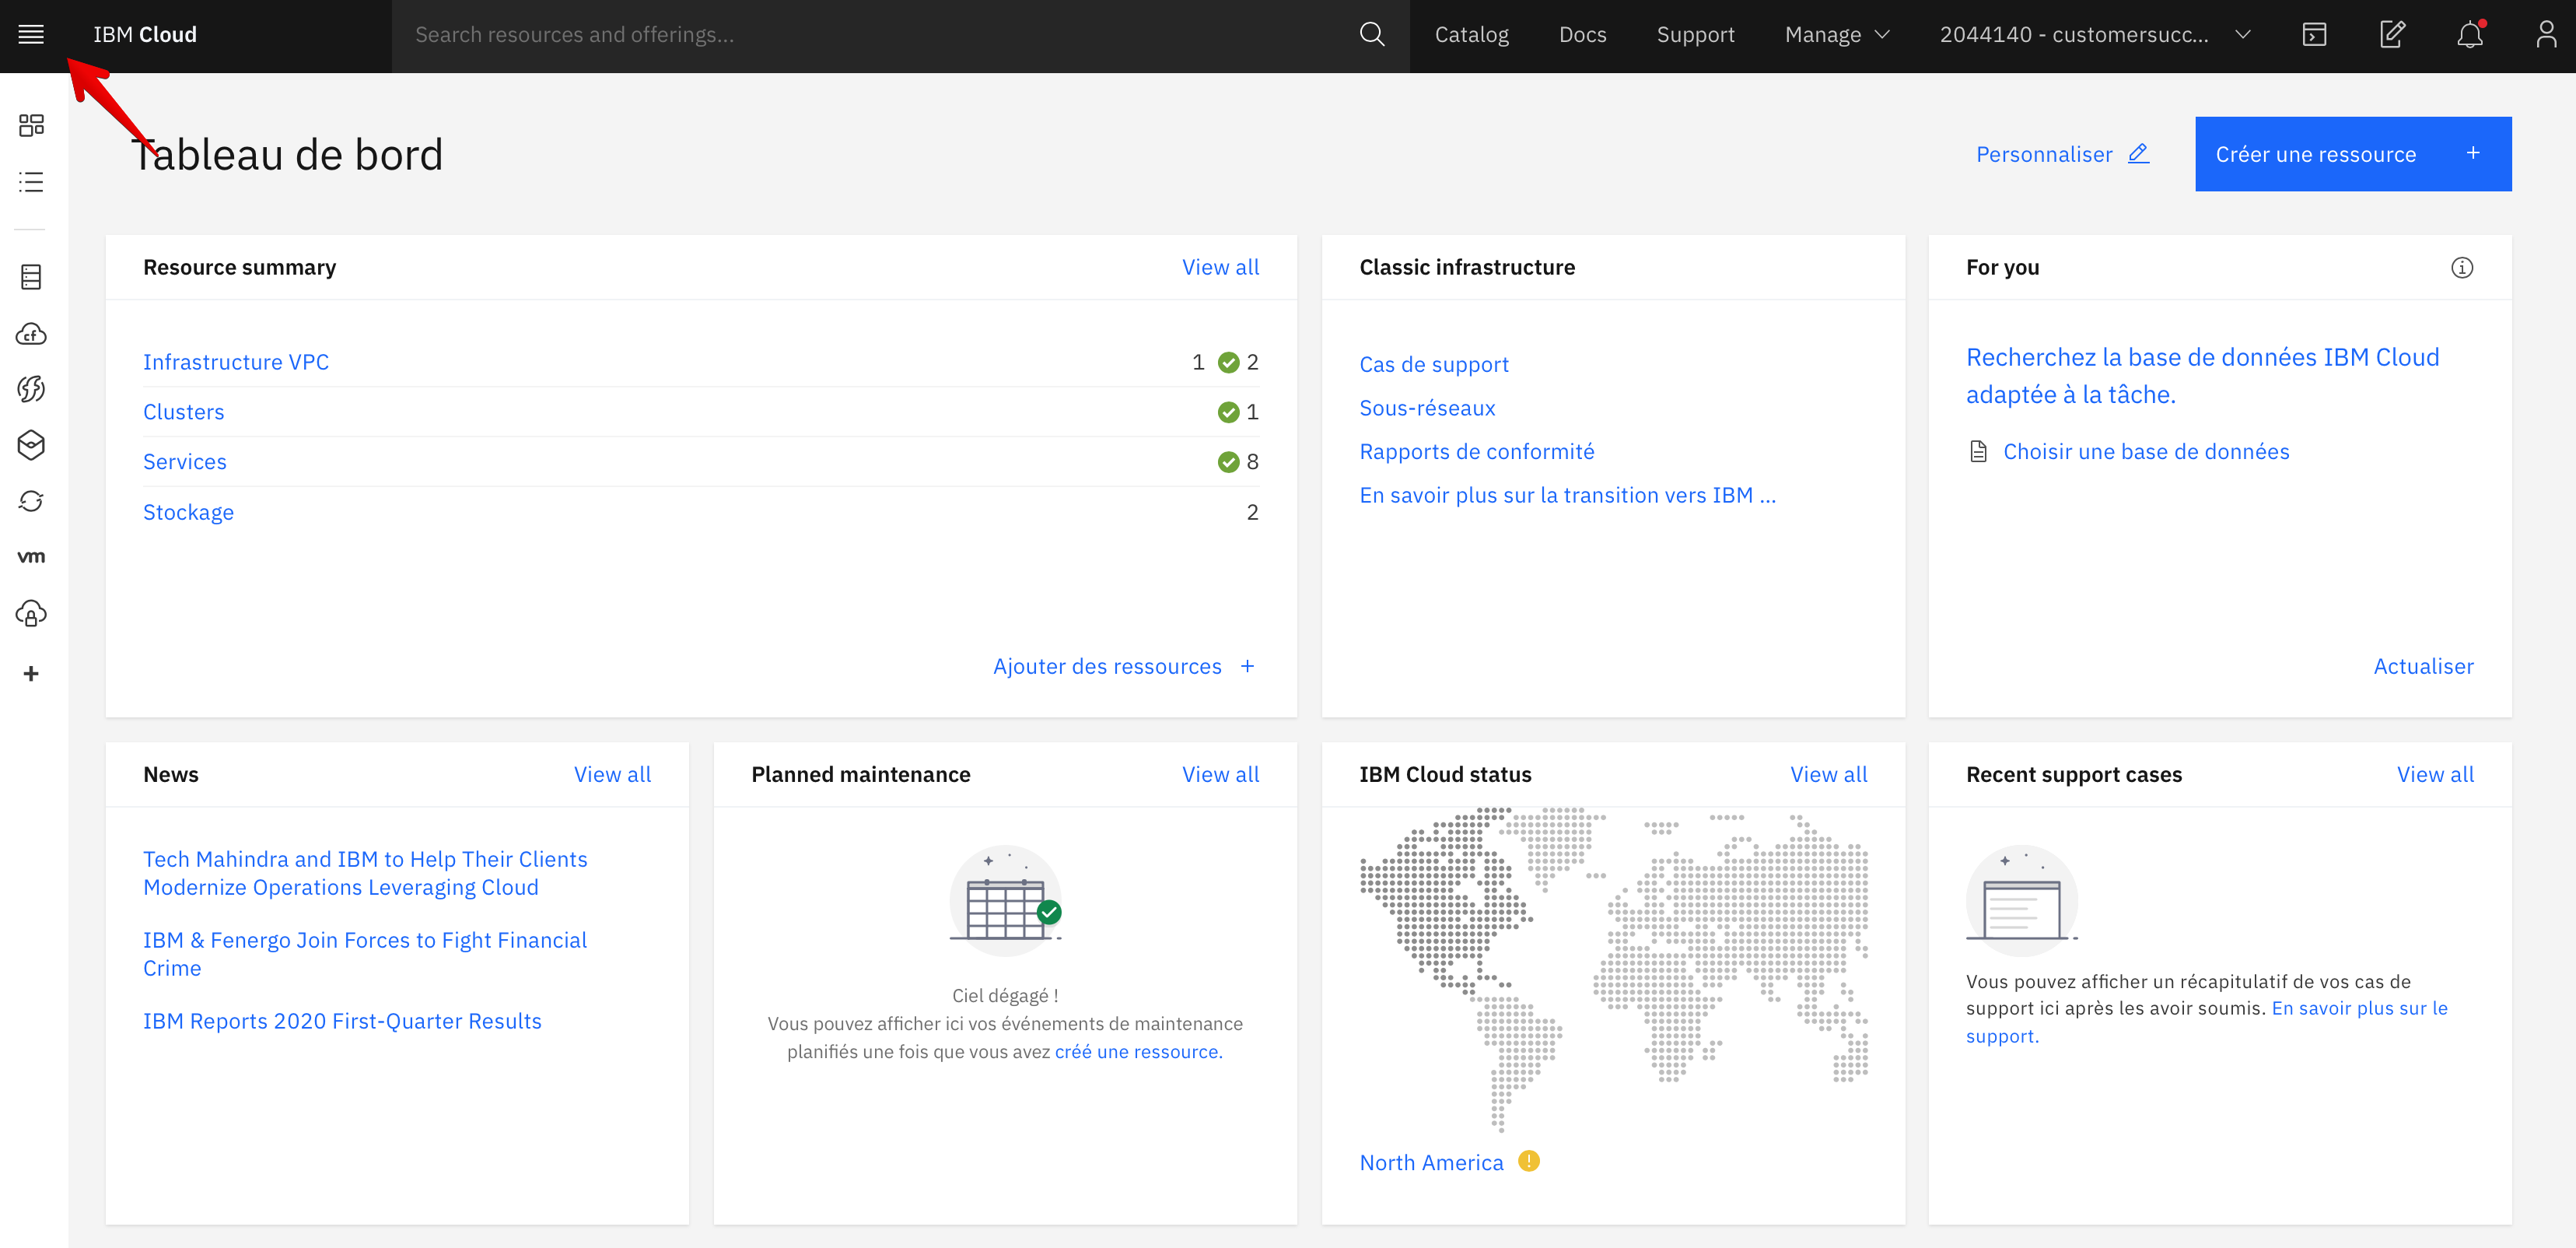 IBM Cloud
Search resources and offerings...
Catalog
Docs
Support
Manage
2044140 - customersucc...
cf
vm
Tableau de bord
Personnaliser
Créer une ressource +
Resource summary
View all
Infrastructure VPC
1
2
Clusters
1
Services
8
Stockage
2
Ajouter des ressources +
Classic infrastructure
Cas de support
Sous-réseaux
Rapports de conformité
En savoir plus sur la transition vers IBM ...
For you
Recherchez la base de données IBM Cloud
adaptée à la tâche.
Choisir une base de données
Actualiser
News
View all
Tech Mahindra and IBM to Help Their Clients
Modernize Operations Leveraging Cloud
IBM & Fenergo Join Forces to Fight Financial
Crime
IBM Reports 2020 First-Quarter Results
Planned maintenance
View all
Ciel dégagé !
Vous pouvez afficher ici vos événements de maintenance
planifiés une fois que vous avez créé une ressource.
IBM Cloud status
View all
North America
Recent support cases
View all
Vous pouvez afficher un récapitulatif de vos cas de
support ici après les avoir soumis. En savoir plus sur le
support.